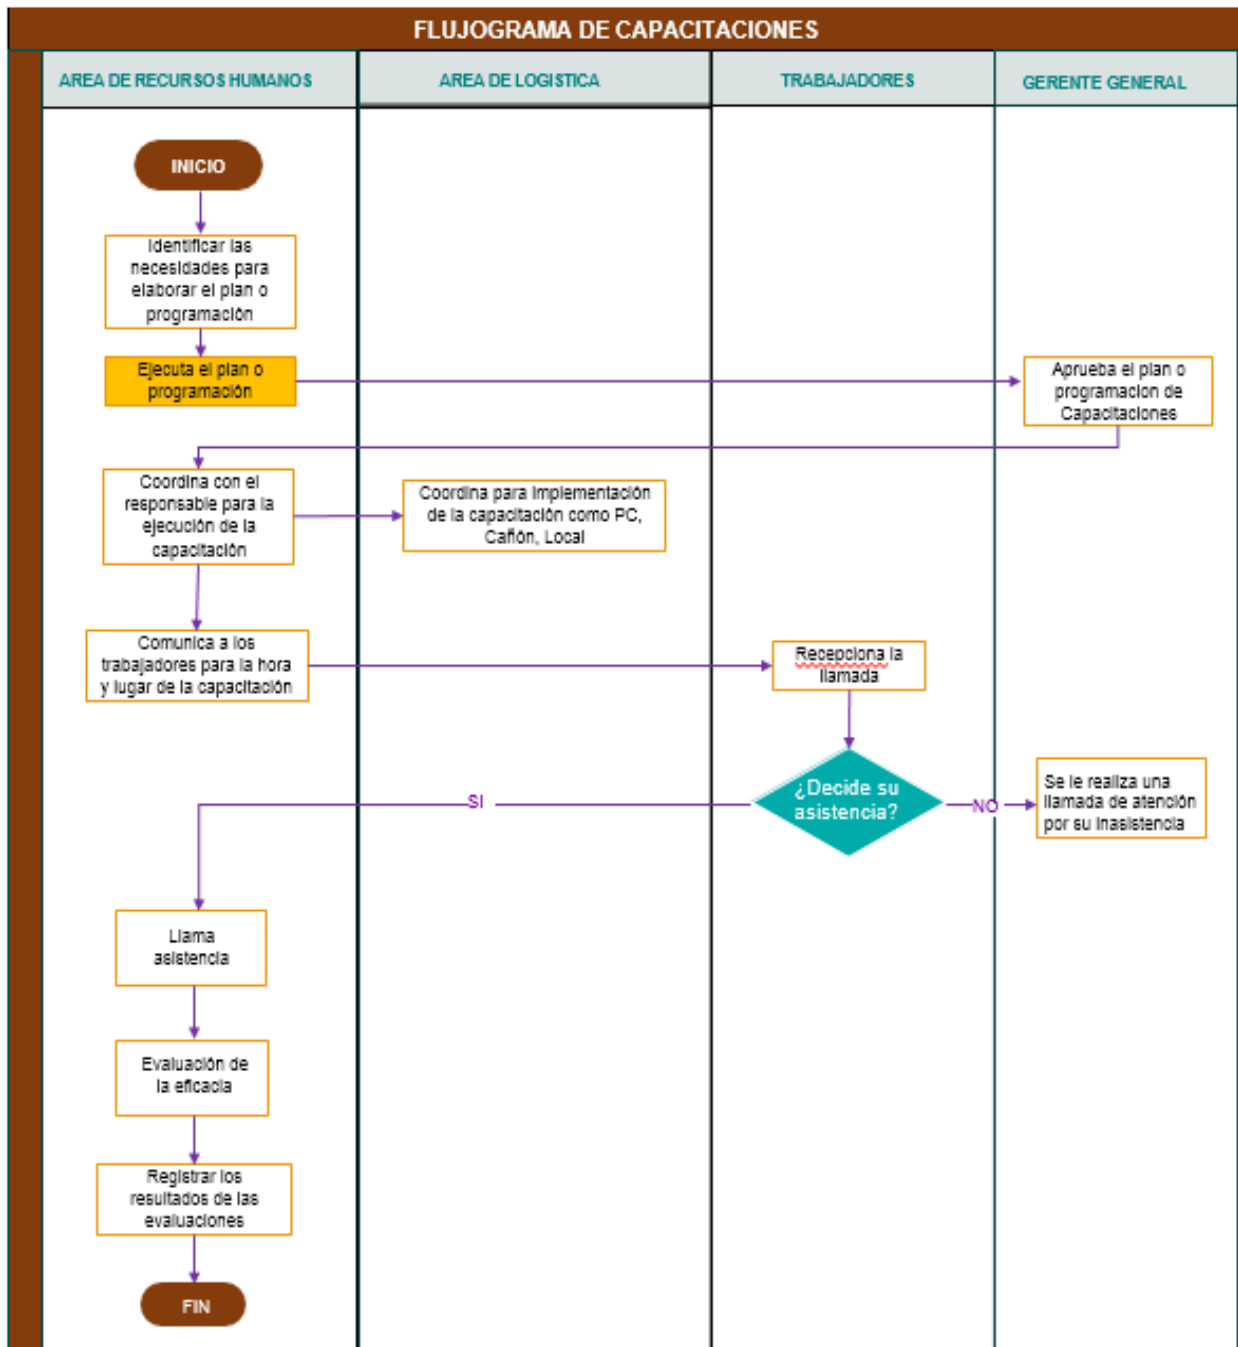 FLUJOGRAMA DE CAPACITACIONES
AREA DE RECURSOS HUMANOS
AREA DE LOGISTICA
TRABAJADORES
GERENTE GENERAL
INICIO
Identificar las
necesidades para
elaborar el plan o
programación
Ejecuta el plan o
programación
Aprueba el plan o
programacion de
Capacitaciones
Coordina con el
responsable para la
ejecución de la
capacitación
Coordina para implementación
de la capacitación como PC,
Cañón, Local
Comunica a los
trabajadores para la hora
y lugar de la capacitación
Recepciona la
llamada
¿Decide su
asistencia?
SI
NO
Se le realiza una
llamada de atención
por su inasistencia
Llama
asistencia
Evaluación de
la eficacia
Registrar los
resultados de las
evaluaciones
FIN